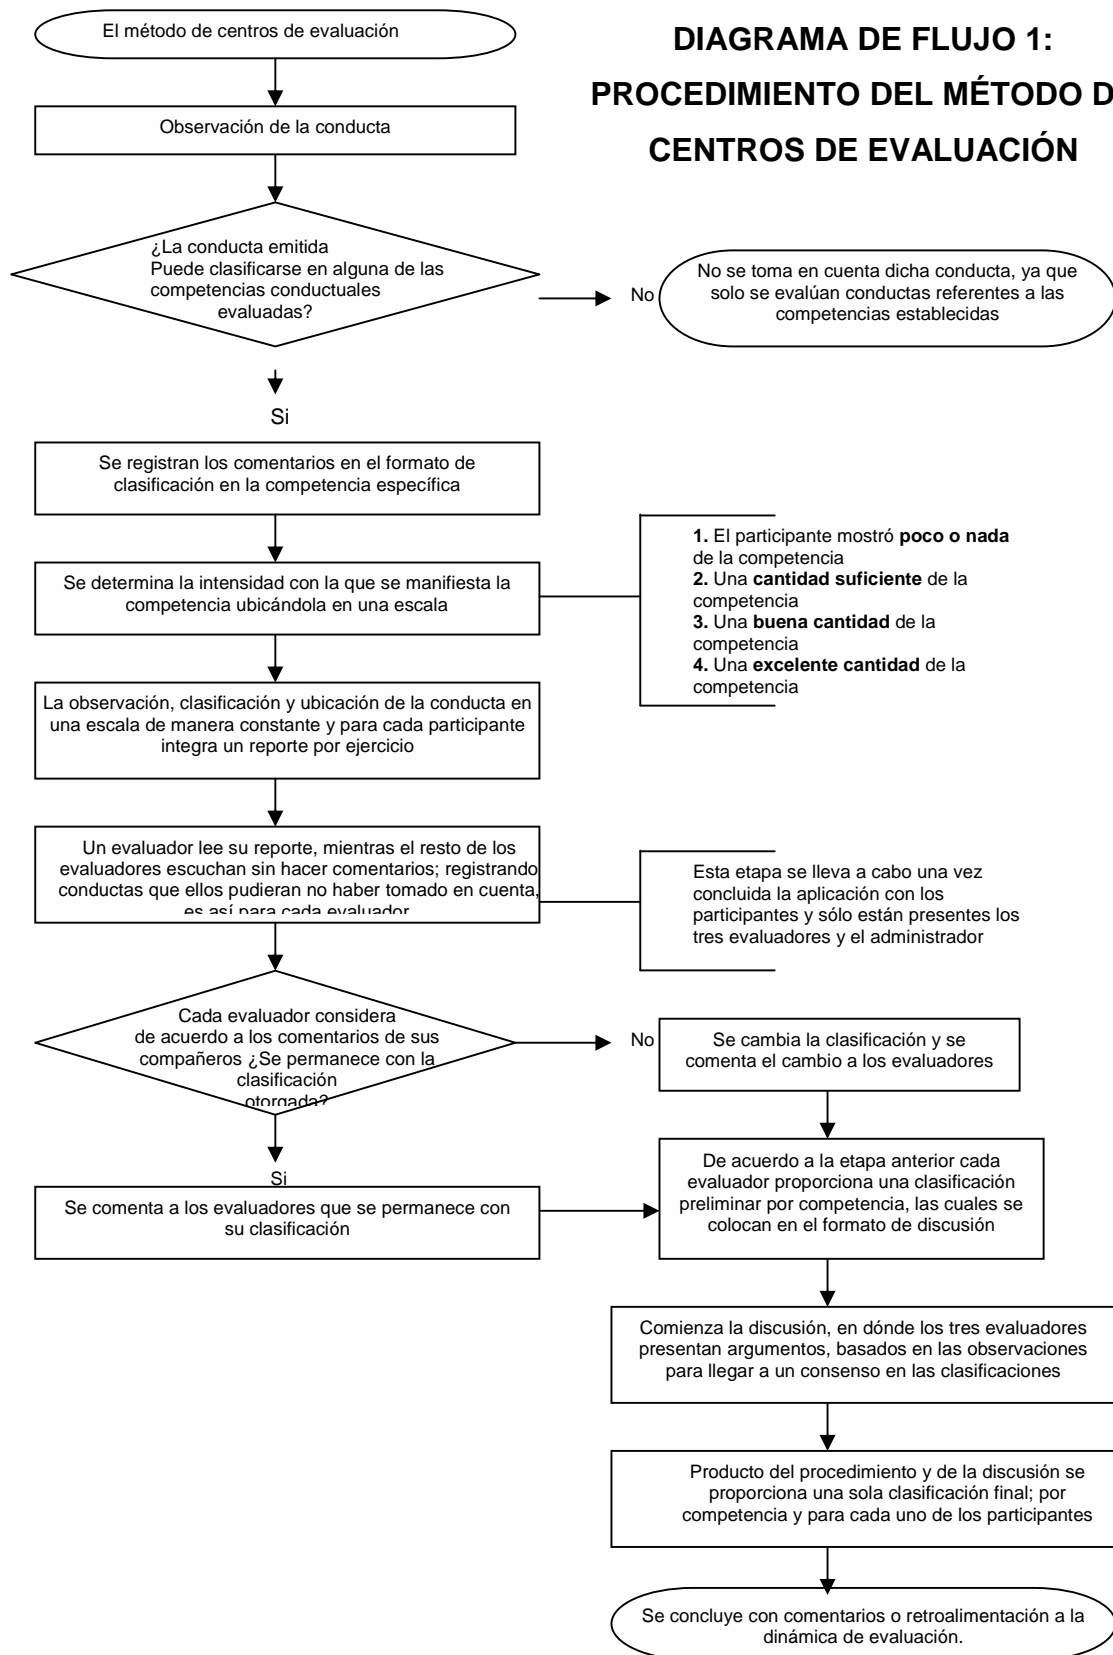 DIAGRAMA DE FLUJO 1:
PROCEDIMIENTO DEL MÉTODO D
CENTROS DE EVALUACIÓN
El método de centros de evaluación
Observación de la conducta
¿La conducta emitida
Puede clasificarse en alguna de las
competencias conductuales
evaluadas?
No
No se toma en cuenta dicha conducta, ya que
solo se evalúan conductas referentes a las
competencias establecidas
Si
Se registran los comentarios en el formato de
clasificación en la competencia específica
Se determina la intensidad con la que se manifiesta la
competencia ubicándola en una escala
1. El participante mostró poco o nada
de la competencia
2. Una cantidad suficiente de la
competencia
3. Una buena cantidad de la
competencia
4. Una excelente cantidad de la
competencia
La observación, clasificación y ubicación de la conducta en
una escala de manera constante y para cada participante
integra un reporte por ejercicio
Un evaluador lee su reporte, mientras el resto de los
evaluadores escuchan sin hacer comentarios; registrando
conductas que ellos pudieran no haber tomado en cuenta,
es así para cada evaluador
Esta etapa se lleva a cabo una vez
concluida la aplicación con los
participantes y sólo están presentes los
tres evaluadores y el administrador
Cada evaluador considera
de acuerdo a los comentarios de sus
compañeros ¿Se permanece con la
clasificación
otorgada?
No
Se cambia la clasificación y se
comenta el cambio a los evaluadores
Si
Se comenta a los evaluadores que se permanece con
su clasificación
De acuerdo a la etapa anterior cada
evaluador proporciona una clasificación
preliminar por competencia, las cuales se
colocan en el formato de discusión
Comienza la discusión, en dónde los tres evaluadores
presentan argumentos, basados en las observaciones
para llegar a un consenso en las clasificaciones
Producto del procedimiento y de la discusión se
proporciona una sola clasificación final; por
competencia y para cada uno de los participantes
Se concluye con comentarios o retroalimentación a la
dinámica de evaluación.